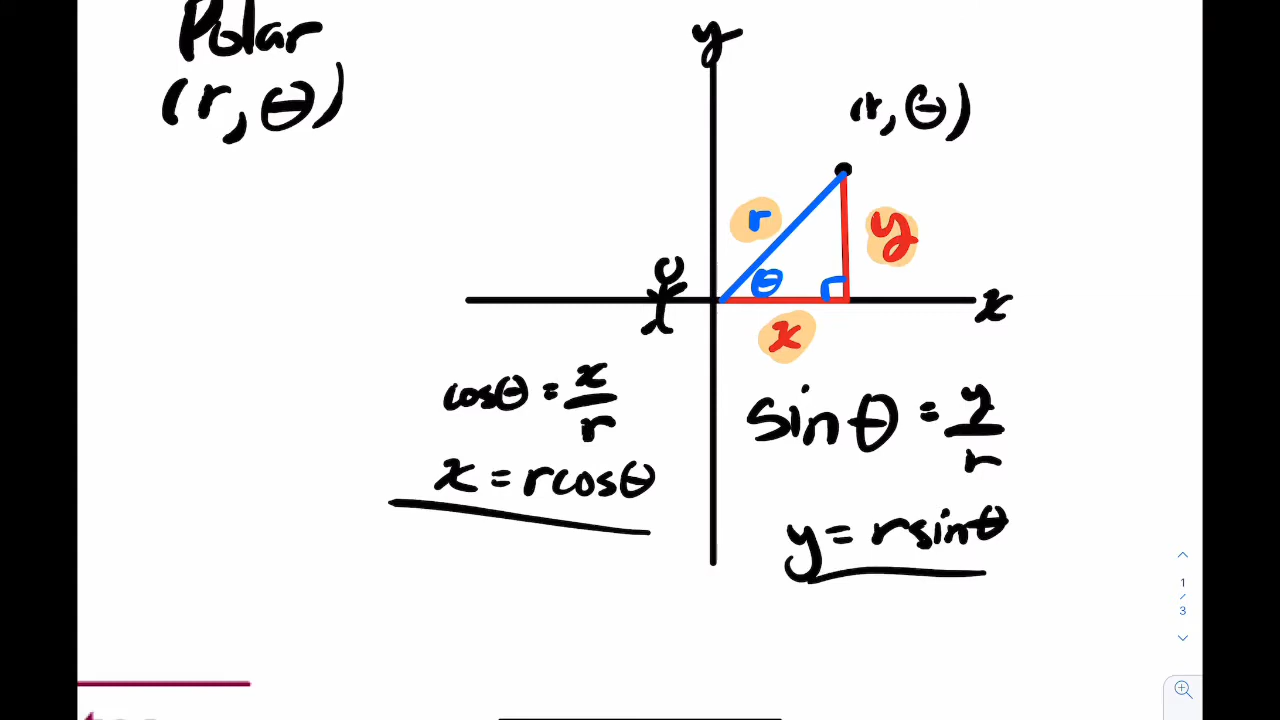 Polar
(r, θ)
y
(r, θ)
r
y
θ
x
x
cosθ = x/r
x = rcosθ
sinθ = y/r
y = rsinθ
1
/
3